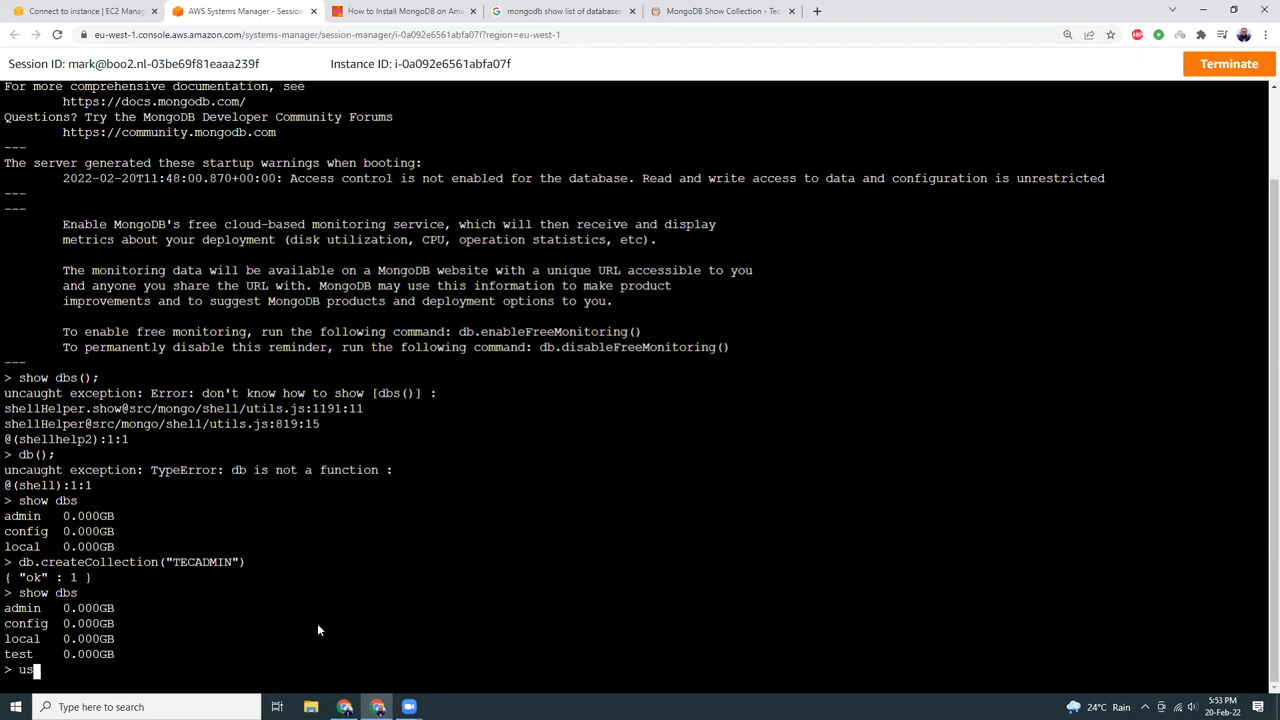 Connect to instance | EC2 Manag
AWS Systems Manager - Session
How to Install MongoDB on Ama
mongodb show list of databases
MongoDB Show Collection - Tec
eu-west-1.console.aws.amazon.com/systems-manager/session-manager/i-0a092e6561abfa07f?region=eu-west-1
Session ID: mark@boo2.nl-03be69f81eaaa239f
Instance ID: i-0a092e6561abfa07f
Terminate
For more comprehensive documentation, see
https://docs.mongodb.com/
Questions? Try the MongoDB Developer Community Forums
https://community.mongodb.com
---
The server generated these startup warnings when booting:
2022-02-20T11:48:00.870+00:00: Access control is not enabled for the database. Read and write access to data and configuration is unrestricted
---
---
Enable MongoDB's free cloud-based monitoring service, which will then receive and display
metrics about your deployment (disk utilization, CPU, operation statistics, etc).
The monitoring data will be available on a MongoDB website with a unique URL accessible to you
and anyone you share the URL with. MongoDB may use this information to make product
improvements and to suggest MongoDB products and deployment options to you.
To enable free monitoring, run the following command: db.enableFreeMonitoring()
To permanently disable this reminder, run the following command: db.disableFreeMonitoring()
---
> show dbs();
uncaught exception: Error: don't know how to show [dbs()] :
shellHelper.show@src/mongo/shell/utils.js:1191:11
shellHelper@src/mongo/shell/utils.js:819:15
@(shellhelp2):1:1
> db();
uncaught exception: TypeError: db is not a function :
@(shell):1:1
> show dbs
admin 0.000GB
config 0.000GB
local 0.000GB
> db.createCollection("TECADMIN")
{ "ok" : 1 }
> show dbs
admin 0.000GB
config 0.000GB
local 0.000GB
test 0.000GB
> us
Type here to search
24°C Rain
5:53 PM
20-Feb-22